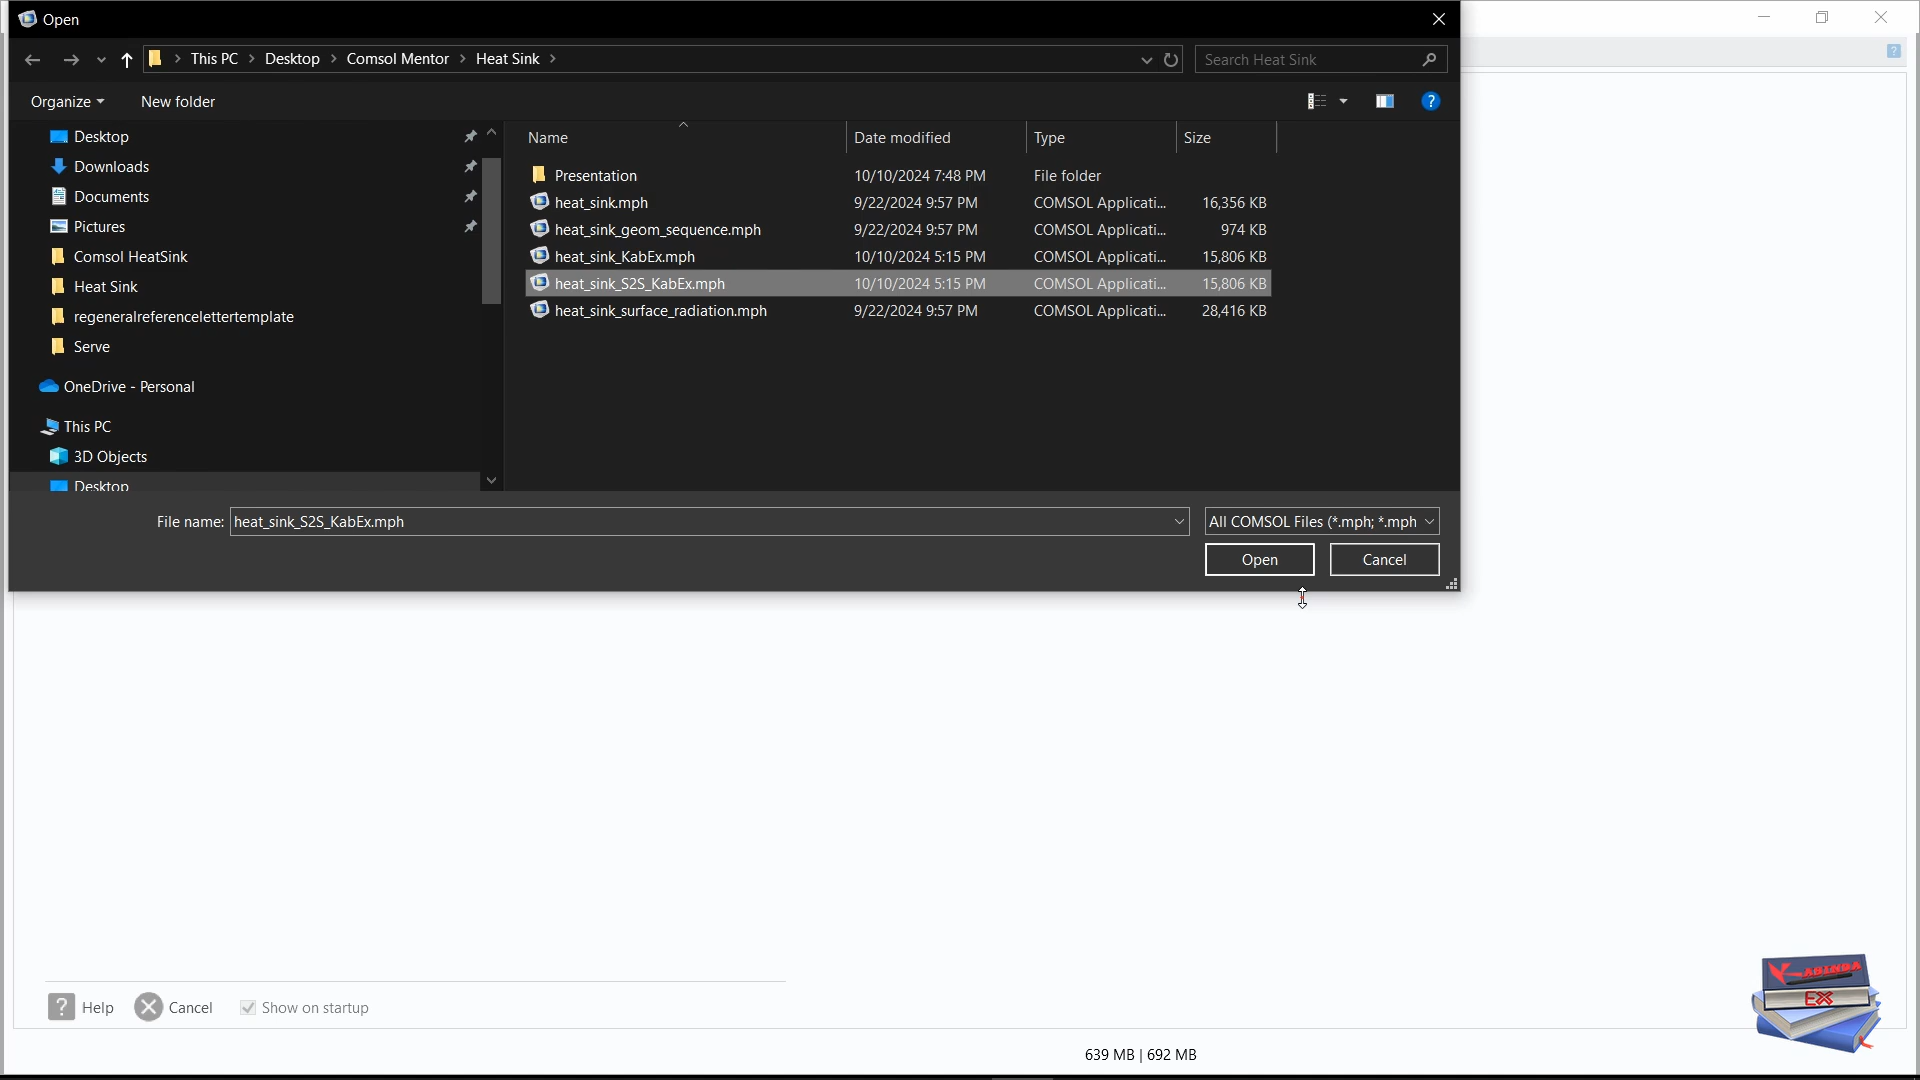 Open
This PC > Desktop > Comsol Mentor > Heat Sink >
Search Heat Sink
Organize
New folder
Desktop
Downloads
Documents
Pictures
Comsol HeatSink
Heat Sink
regeneralreferencelettertemplate
Serve
OneDrive - Personal
This PC
3D Objects
Desktop
Name Date modified Type Size
Presentation 10/10/2024 7:48 PM File folder
heat_sink.mph 9/22/2024 9:57 PM COMSOL Applicati... 16,356 KB
heat_sink_geom_sequence.mph 9/22/2024 9:57 PM COMSOL Applicati... 974 KB
heat_sink_KabEx.mph 10/10/2024 5:15 PM COMSOL Applicati... 15,806 KB
heat_sink_S2S_KabEx.mph 10/10/2024 5:15 PM COMSOL Applicati... 15,806 KB
heat_sink_surface_radiation.mph 9/22/2024 9:57 PM COMSOL Applicati... 28,416 KB
File name: heat_sink_S2S_KabEx.mph
All COMSOL Files (*.mph; *.mph
Open Cancel
? Help Cancel Show on startup
639 MB | 692 MB
KABINDA
EX